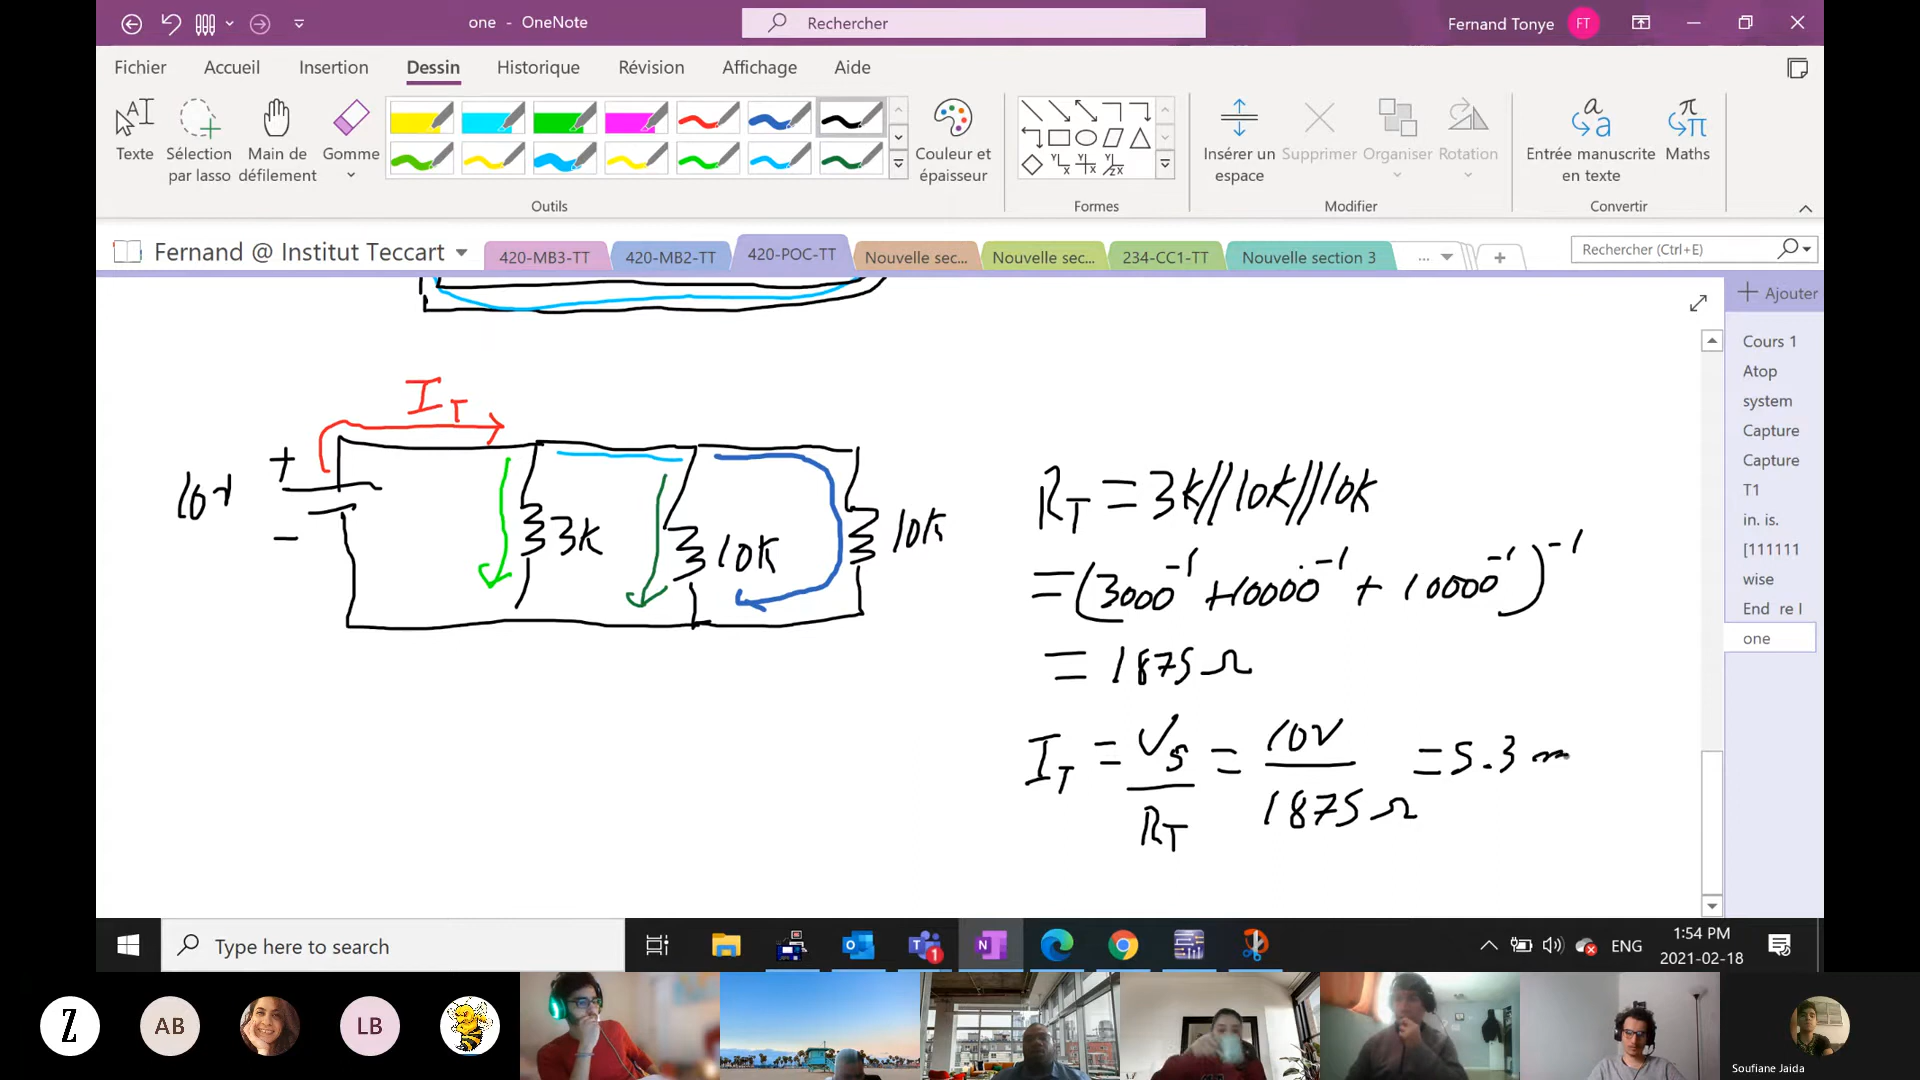 one - OneNote
Rechercher
Fernand Tonye
FT
Fichier
Accueil
Insertion
Dessin
Historique
Révision
Affichage
Aide
Texte
Sélection par lasso
Main de défilement
Gomme
Couleur et épaisseur
Insérer un espace
Supprimer
Organiser
Rotation
Entrée manuscrite en texte
Maths
Outils
Formes
Modifier
Convertir
Fernand @ Institut Teccart
420-MB3-TT
420-MB2-TT
420-POC-TT
Nouvelle sec...
Nouvelle sec...
234-CC1-TT
Nouvelle section 3
...
Rechercher (Ctrl+E)
+ Ajouter
Cours 1
Atop
system
Capture
Capture
T1
in. is.
[111111
wise
End re l
one
I_T
+
10V
-
3K
10K
10K
R_T = 3K//10K//10K
= (3000^-1 + 10000^-1 + 10000^-1)^-1
= 1875 Ω
I_T = V_S / R_T = 10V / 1875 Ω = 5.3 m
Type here to search
ENG
1:54 PM
2021-02-18
1
Z
AB
LB
Soufiane Jaida